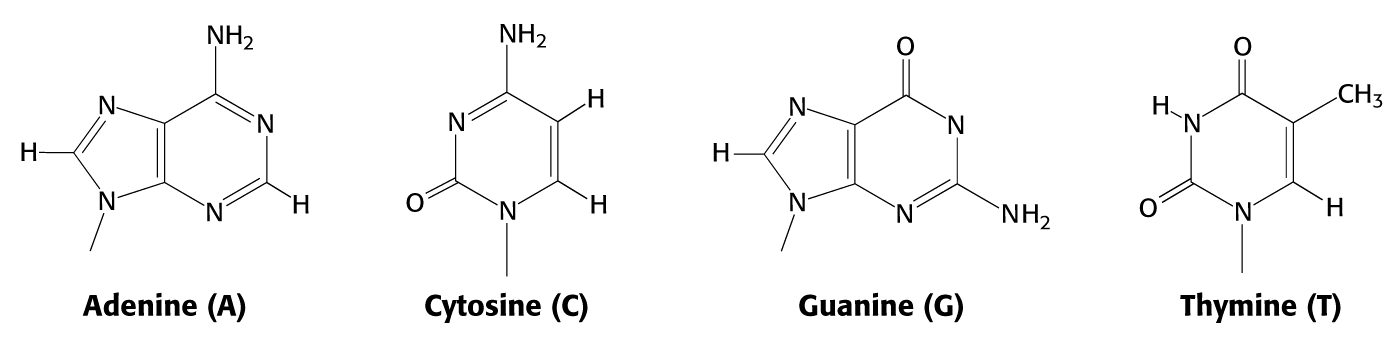 NH₂
N
N
H
N
N
H
Adenine (A)
NH₂
H
N
O
N
H
Cytosine (C)
O
N
N
H
N
N
NH₂
Guanine (G)
O
CH₃
H
N
O
N
H
Thymine (T)